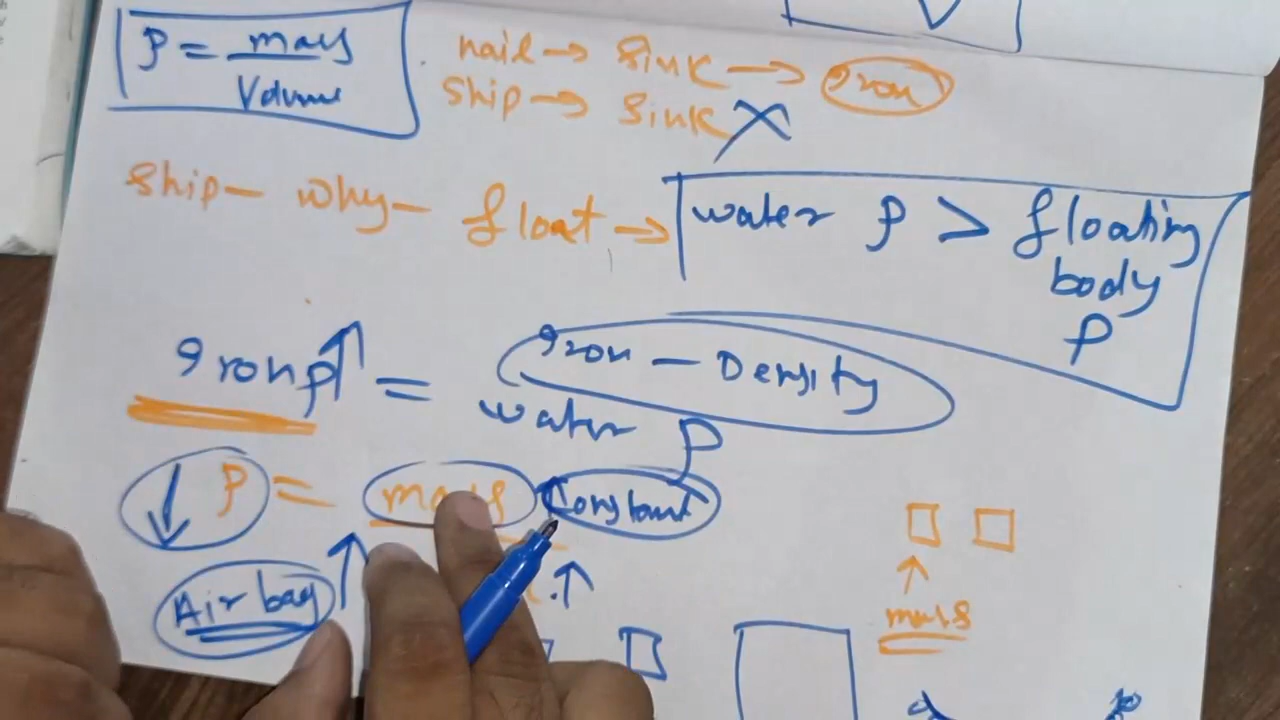 ρ = mass
Volume
nail → sink → Iron
ship → sink X
ship – why – float → water ρ > floating
body
ρ
Iron ρ↑ = Iron – Density
water ρ
↓ ρ = mass Constant
Air bag ↑ ↑
mass